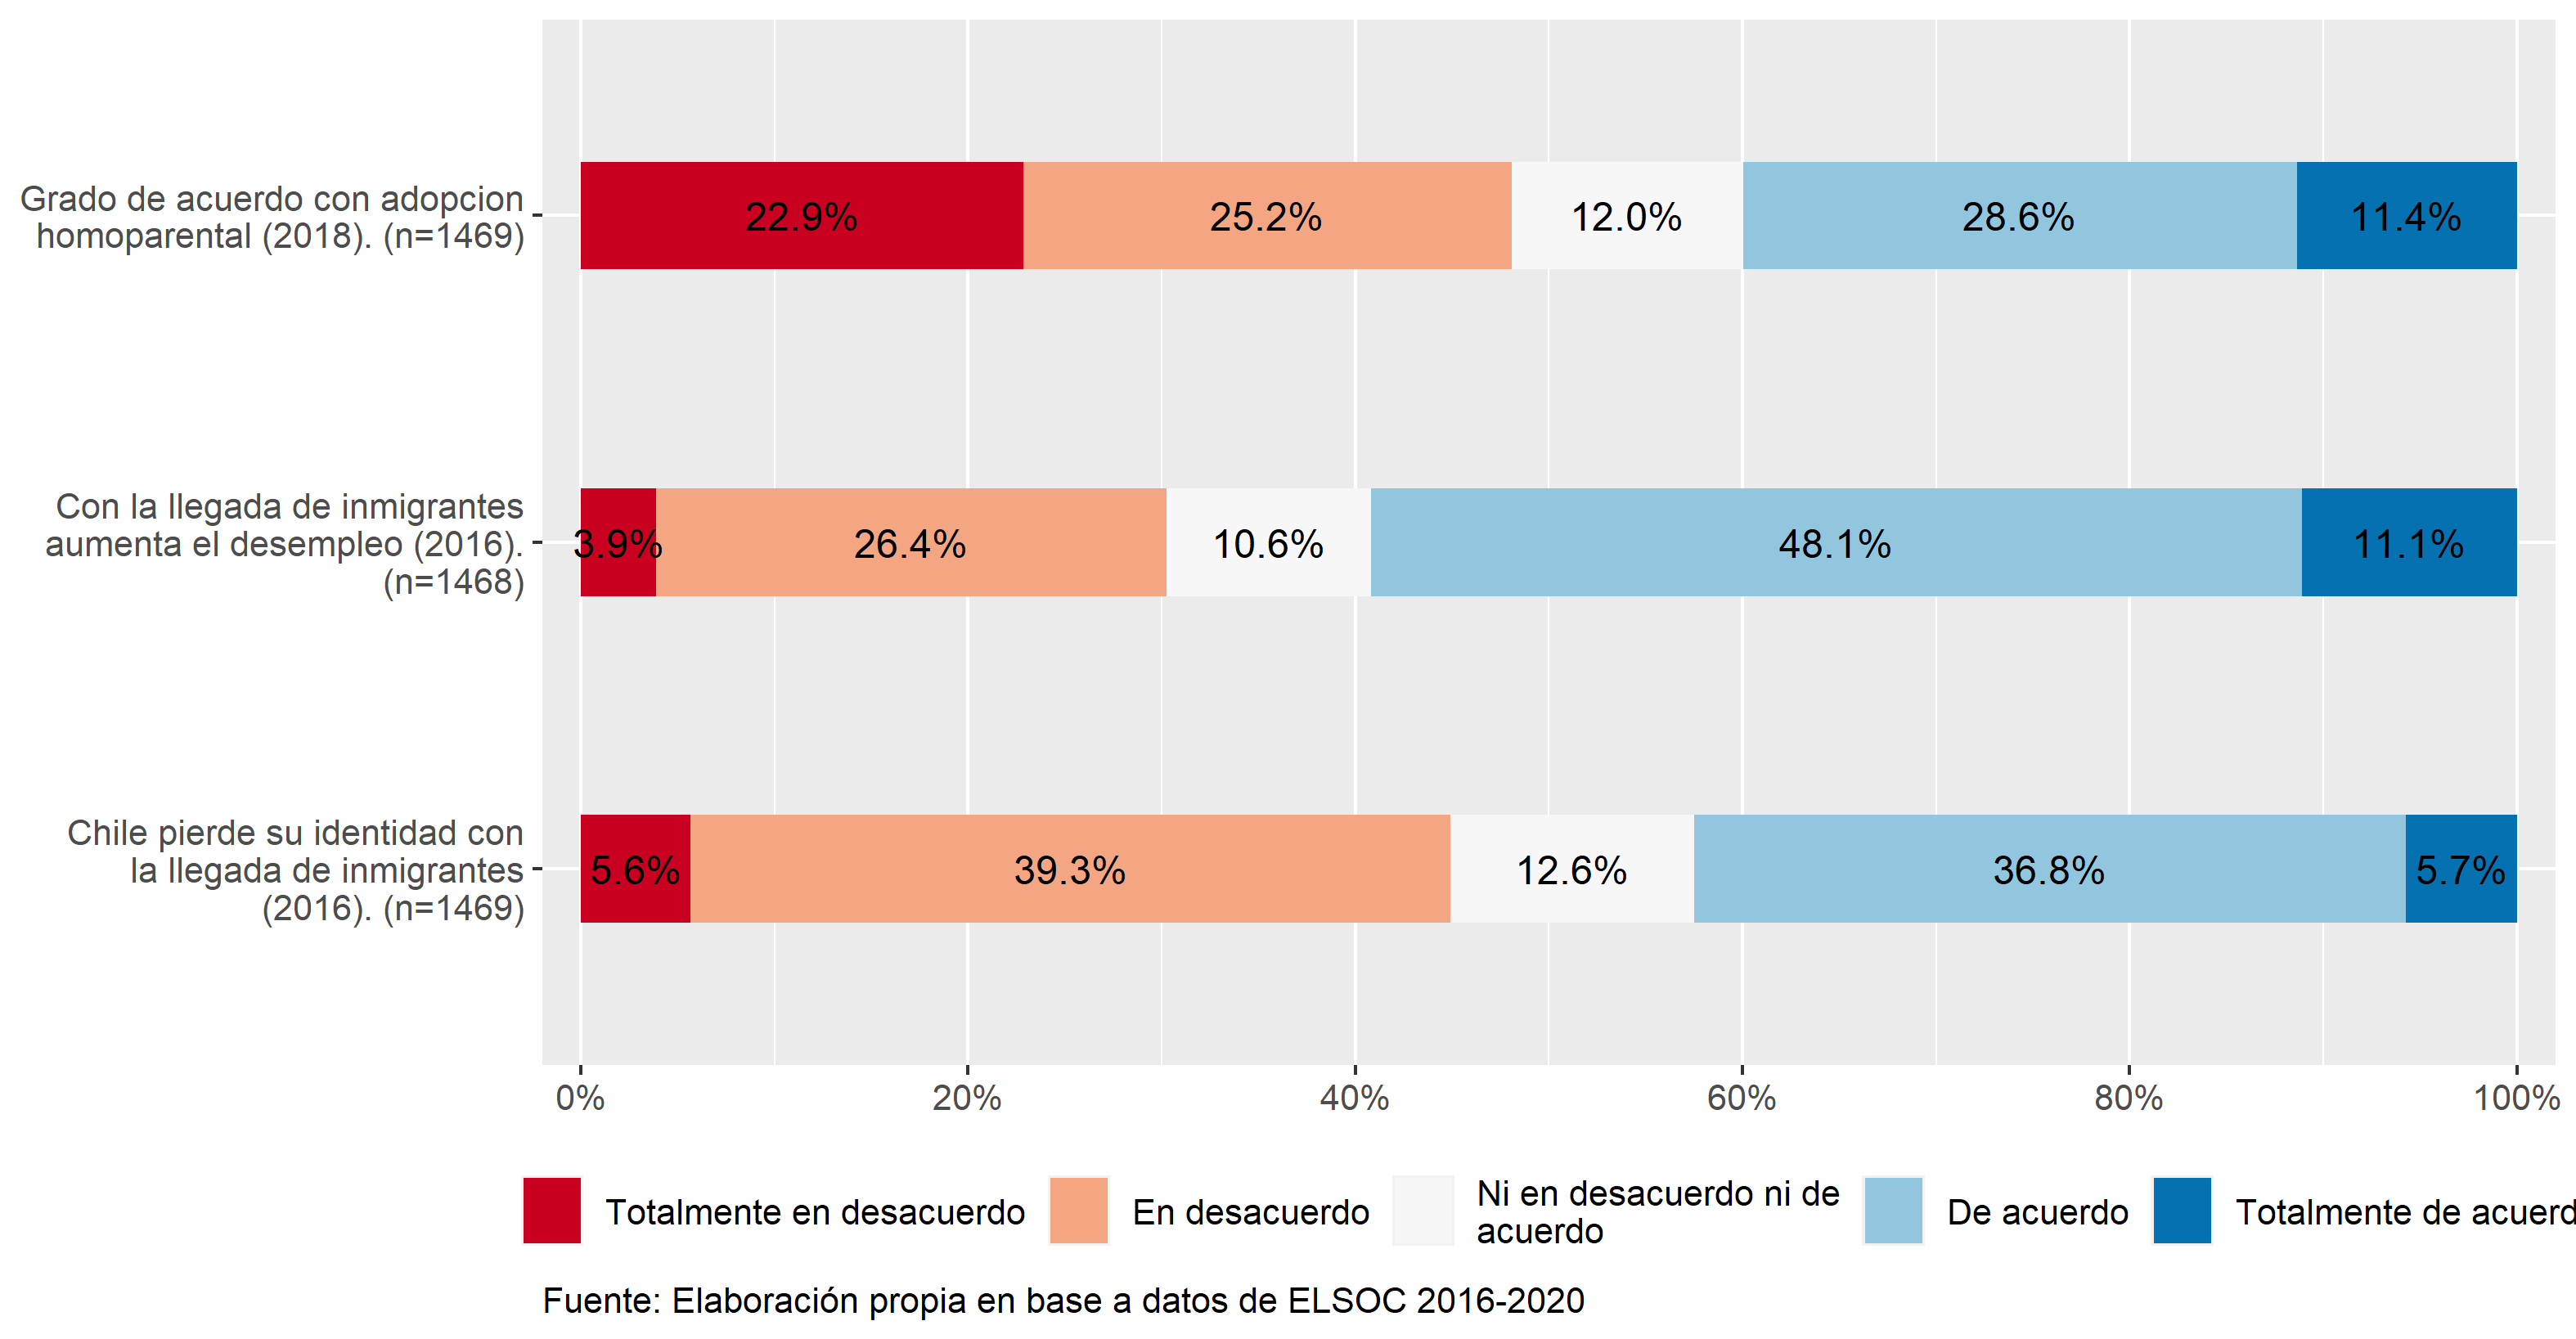 Grado de acuerdo con adopcion
homoparental (2018). (n=1469)
22.9%
25.2%
12.0%
28.6%
11.4%
Con la llegada de inmigrantes
aumenta el desempleo (2016).
(n=1468)
3.9%
26.4%
10.6%
48.1%
11.1%
Chile pierde su identidad con
la llegada de inmigrantes
(2016). (n=1469)
5.6%
39.3%
12.6%
36.8%
5.7%
0%
20%
40%
60%
80%
100%
Totalmente en desacuerdo
En desacuerdo
Ni en desacuerdo ni de
acuerdo
De acuerdo
Totalmente de acuerd
Fuente: Elaboración propia en base a datos de ELSOC 2016-2020